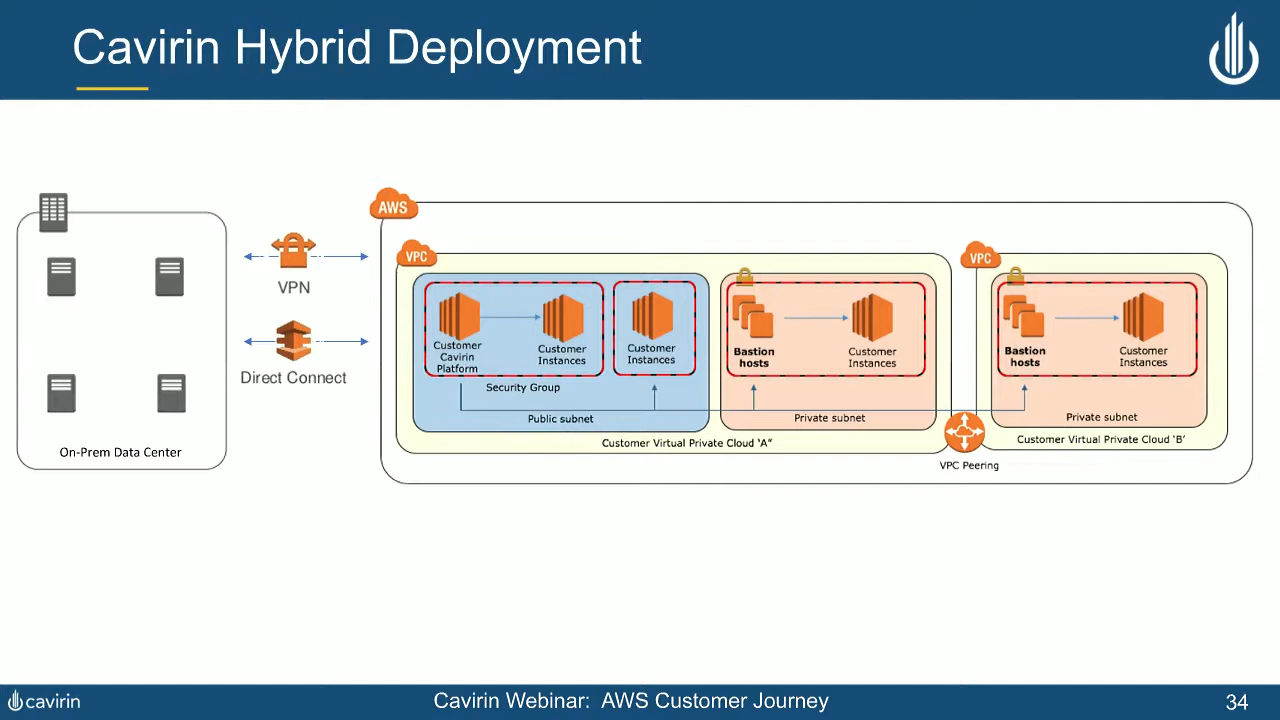 Cavirin Hybrid Deployment
AWS
VPC
VPC
VPN
Direct Connect
On-Prem Data Center
Customer
Cavirin
Platform
Customer
Instances
Customer
Instances
Security Group
Public subnet
Bastion
hosts
Customer
Instances
Private subnet
Customer Virtual Private Cloud ‘A”
Bastion
hosts
Customer
Instances
Private subnet
Customer Virtual Private Cloud ‘B’
VPC Peering
cavirin
Cavirin Webinar: AWS Customer Journey
34